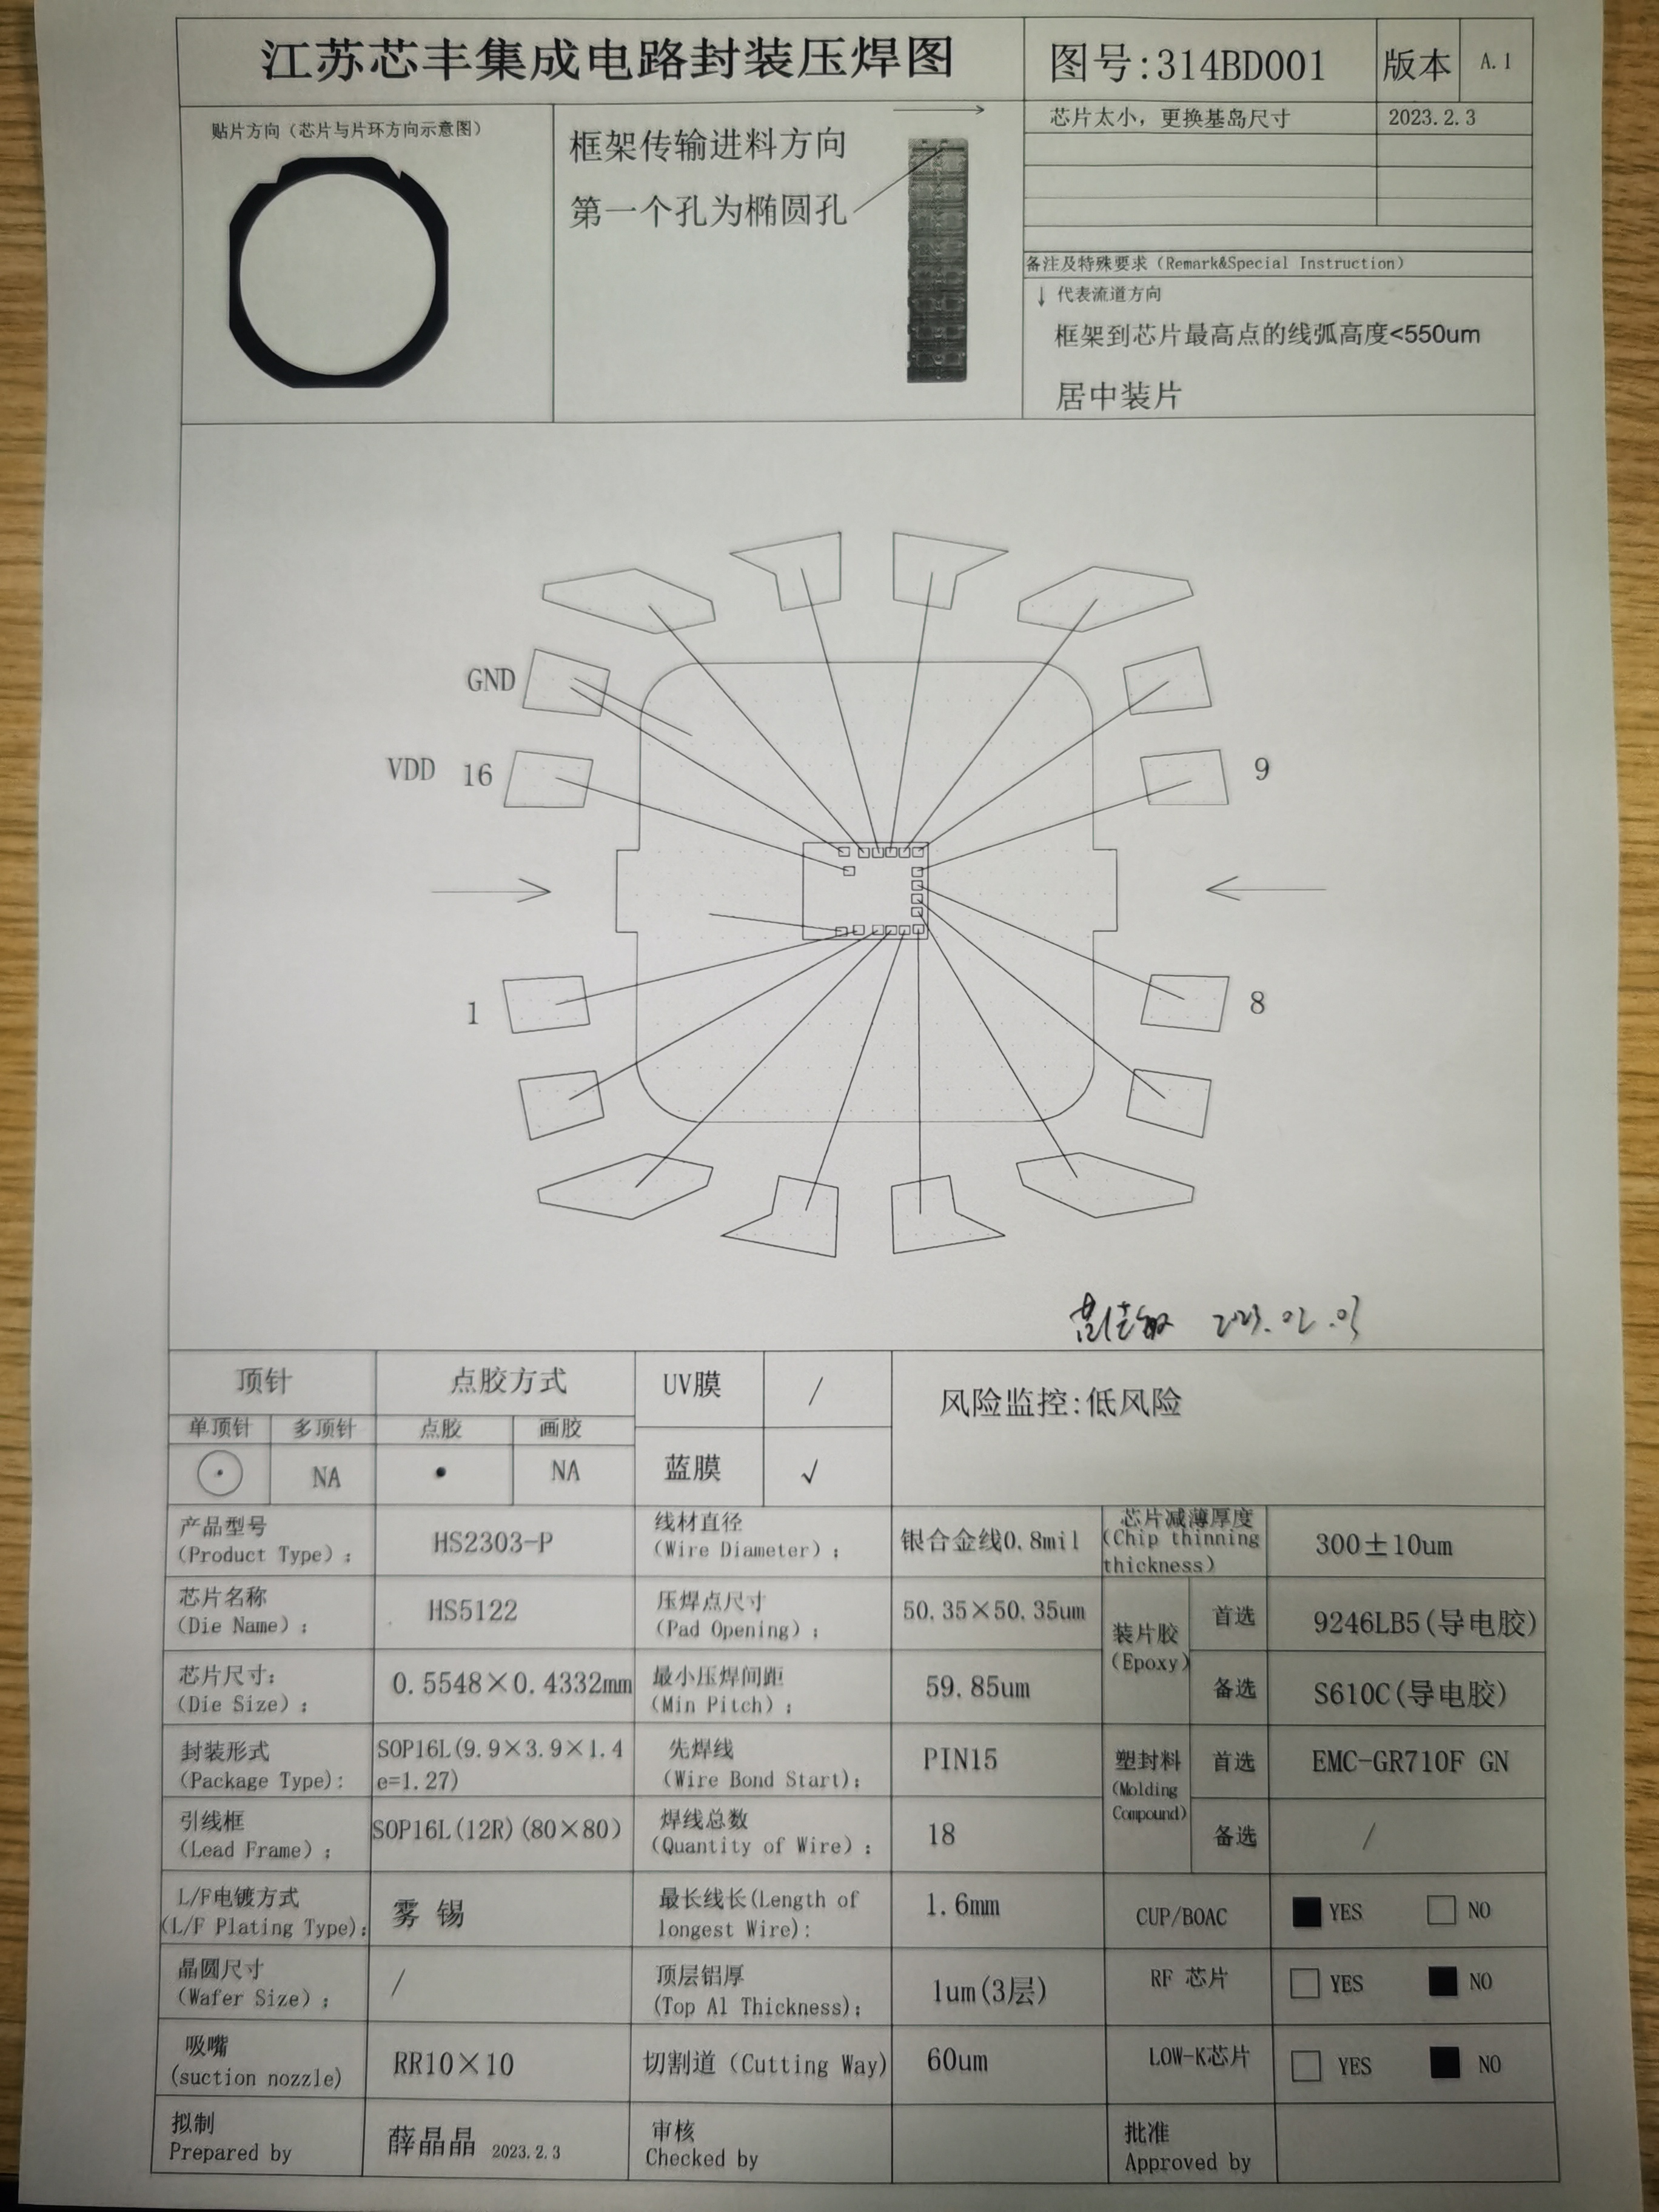 江苏芯丰集成电路封装压焊图
图号:314BD001
版本
A.1
贴片方向（芯片与片环方向示意图）
框架传输进料方向
第一个孔为椭圆孔
芯片太小，更换基岛尺寸
2023.2.3
备注及特殊要求（Remark&Special Instruction）
↓ 代表流道方向
框架到芯片最高点的线弧高度<550um
居中装片
GND
VDD 16
9
1
8
2023.02.03
顶针
点胶方式
UV膜
/
风险监控:低风险
单顶针
多顶针
点胶
画胶
NA
NA
蓝膜
√
产品型号
(Product Type)：
HS2303-P
线材直径
(Wire Diameter)：
银合金线0.8mil
芯片减薄厚度
(Chip thinning
thickness)
300±10um
芯片名称
(Die Name)：
HS5122
压焊点尺寸
(Pad Opening)：
50.35×50.35um
装片胶
(Epoxy)
首选
9246LB5(导电胶)
芯片尺寸:
(Die Size)：
0.5548×0.4332mm
最小压焊间距
(Min Pitch)：
59.85um
备选
S610C(导电胶)
封装形式
(Package Type):
SOP16L(9.9×3.9×1.4
e=1.27)
先焊线
(Wire Bond Start):
PIN15
塑封料
(Molding
Compound)
首选
EMC-GR710F GN
引线框
(Lead Frame)：
SOP16L(12R)(80×80)
焊线总数
(Quantity of Wire)：
18
备选
/
L/F电镀方式
(L/F Plating Type):
雾 锡
最长线长(Length of
longest Wire):
1.6mm
CUP/BOAC
YES
NO
晶圆尺寸
(Wafer Size)：
/
顶层铝厚
(Top Al Thickness):
1um(3层)
RF 芯片
YES
NO
吸嘴
(suction nozzle)
RR10×10
切割道（Cutting Way)
60um
LOW-K芯片
YES
NO
拟制
Prepared by
薛晶晶 2023.2.3
审核
Checked by
批准
Approved by